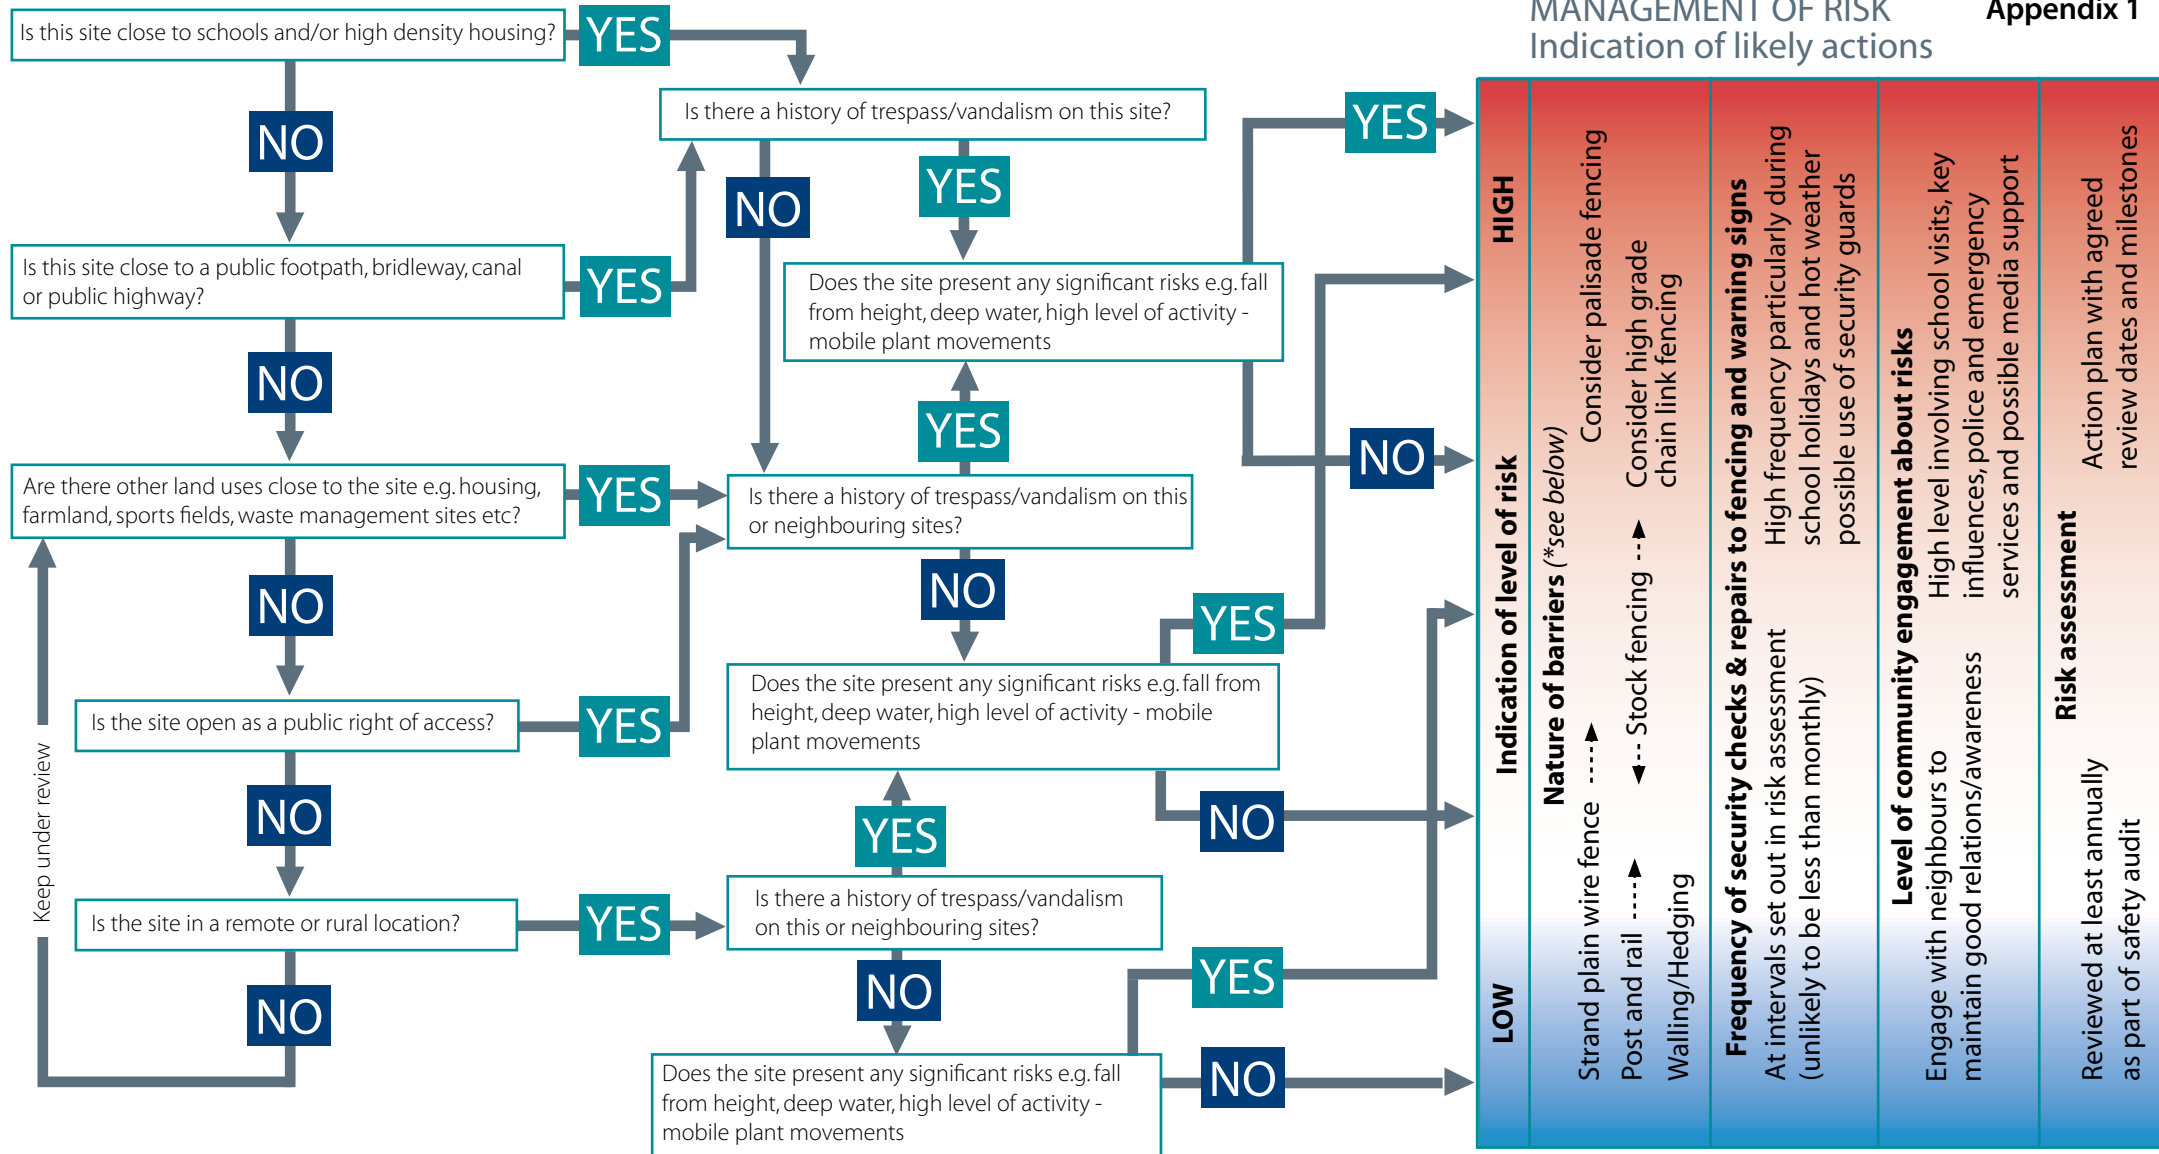 MANAGEMENT OF RISK
Indication of likely actions
Appendix 1
Is this site close to schools and/or high density housing?
YES
NO
Is there a history of trespass/vandalism on this site?
YES
NO
Is this site close to a public footpath, bridleway, canal
or public highway?
YES
NO
Does the site present any significant risks e.g. fall
from height, deep water, high level of activity -
mobile plant movements
YES
NO
Are there other land uses close to the site e.g. housing,
farmland, sports fields, waste management sites etc?
YES
NO
Is there a history of trespass/vandalism on this
or neighbouring sites?
YES
NO
Is the site open as a public right of access?
YES
NO
Does the site present any significant risks e.g. fall from
height, deep water, high level of activity - mobile
plant movements
YES
NO
Is the site in a remote or rural location?
YES
NO
Keep under review
Is there a history of trespass/vandalism
on this or neighbouring sites?
YES
NO
Does the site present any significant risks e.g. fall
from height, deep water, high level of activity -
mobile plant movements
YES
NO
LOW
Indication of level of risk
HIGH
Nature of barriers (*see below)
Strand plain wire fence
Consider palisade fencing
Post and rail
Stock fencing
Consider high grade
chain link fencing
Walling/Hedging
Frequency of security checks & repairs to fencing and warning signs
At intervals set out in risk assessment
(unlikely to be less than monthly)
High frequency particularly during
school holidays and hot weather
possible use of security guards
Level of community engagement about risks
Engage with neighbours to
maintain good relations/awareness
High level involving school visits, key
influences, police and emergency
services and possible media support
Risk assessment
Reviewed at least annually
as part of safety audit
Action plan with agreed
review dates and milestones